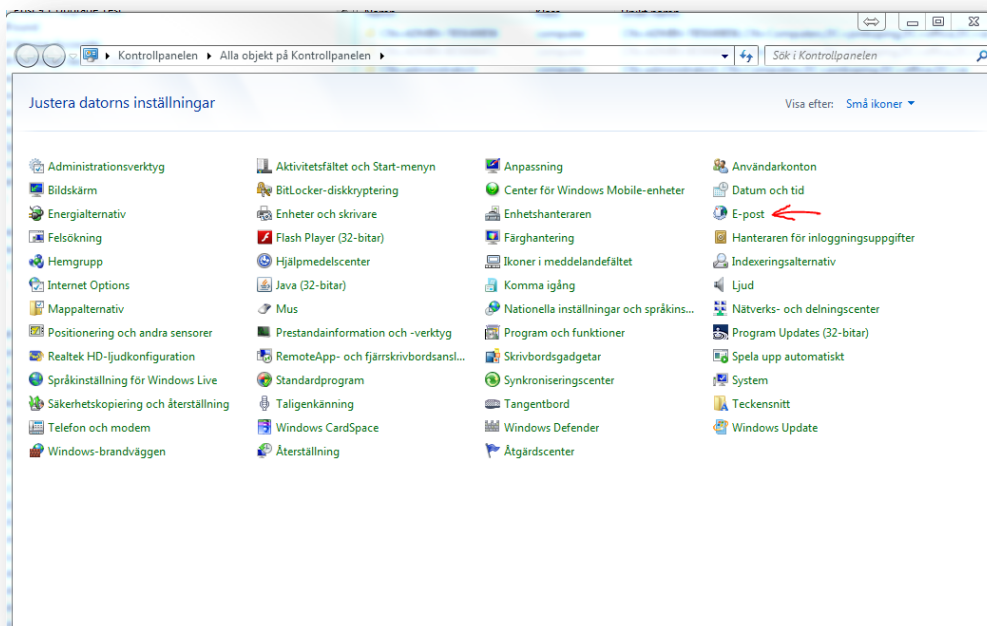 Kontrollpanelen Alla objekt på Kontrollpanelen Sök i Kontrollpanelen
Justera datorns inställningar
Visa efter: Små ikoner
Administrationsverktyg Aktivitetsfältet och Start-menyn Anpassning Användarkonton
Bildskärm BitLocker-diskkryptering Center för Windows Mobile-enheter Datum och tid
Energialternativ Enheter och skrivare Enhetshanteraren E-post
Felsökning Flash Player (32-bitar) Färghantering Hanteraren för inloggningsuppgifter
Hemgrupp Hjälpmedelscenter Ikoner i meddelandefältet Indexeringsalternativ
Internet Options Java (32-bitar) Komma igång Ljud
Mappalternativ Mus Nationella inställningar och språkins... Nätverks- och delningscenter
Positionering och andra sensorer Prestandainformation och -verktyg Program och funktioner Program Updates (32-bitar)
Realtek HD-ljudkonfiguration RemoteApp- och fjärrskrivbordsansl... Skrivbordsgadgetar Spela upp automatiskt
Språkinställning för Windows Live Standardprogram Synkroniseringscenter System
Säkerhetskopiering och återställning Taligenkänning Tangentbord Teckensnitt
Telefon och modem Windows CardSpace Windows Defender Windows Update
Windows-brandväggen Återställning Åtgärdscenter